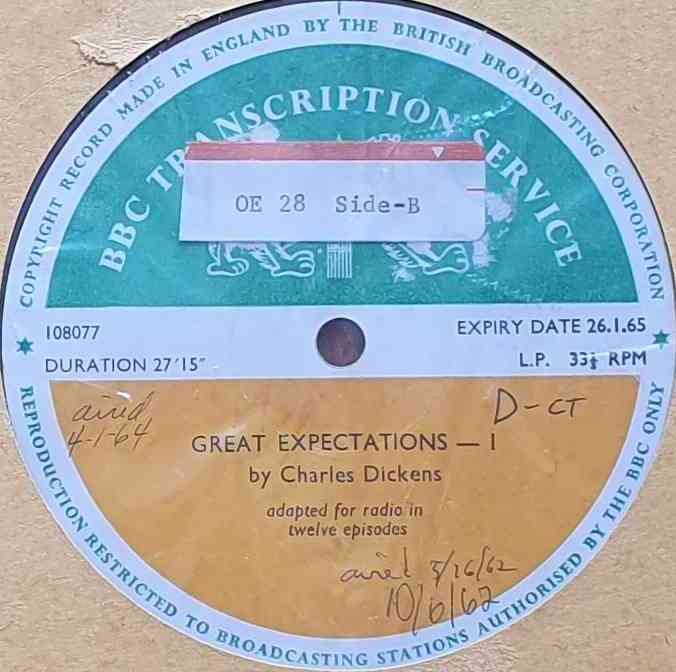 COPYRIGHT RECORD MADE IN ENGLAND BY THE BRITISH BROADCASTING CORPORATION
BBC TRANSCRIPTION SERVICE
OE 28 Side-B
108077
EXPIRY DATE 26.1.65
DURATION 27'15"
L.P. 33⅓ RPM
aired
4-1-64
D-CT
GREAT EXPECTATIONS — 1
by Charles Dickens
adapted for radio in
twelve episodes
aired 5/26/62
10/6/62
REPRODUCTION RESTRICTED TO BROADCASTING STATIONS AUTHORISED BY THE BBC ONLY